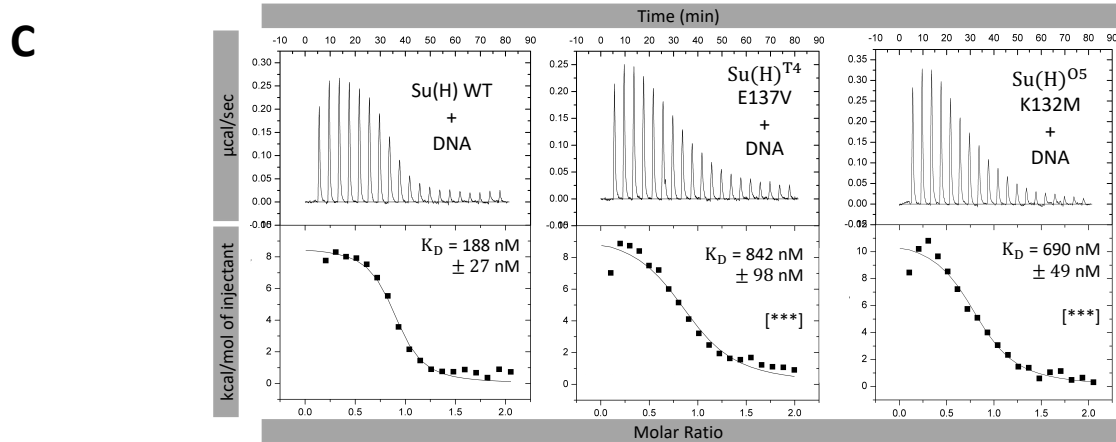 C
Time (min)
-10 0 10 20 30 40 50 60 70 80 90
-10 0 10 20 30 40 50 60 70 80 90
-10 0 10 20 30 40 50 60 70 80 90
µcal/sec
0.30
0.25
0.20
0.15
0.10
0.05
0.00
Su(H) WT
+
DNA
0.25
0.20
0.15
0.10
0.05
0.00
Su(H)ᵀ⁴
E137V
+
DNA
0.35
0.30
0.25
0.20
0.15
0.10
0.05
0.00
Su(H)ᴼ⁵
K132M
+
DNA
kcal/mol of injectant
8
6
4
2
0
K_D = 188 nM
± 27 nM
0.0 0.5 1.0 1.5 2.0
8
6
4
2
0
K_D = 842 nM
± 98 nM
[***]
0.0 0.5 1.0 1.5 2.0
10
8
6
4
2
0
K_D = 690 nM
± 49 nM
[***]
0.0 0.5 1.0 1.5 2.0
Molar Ratio